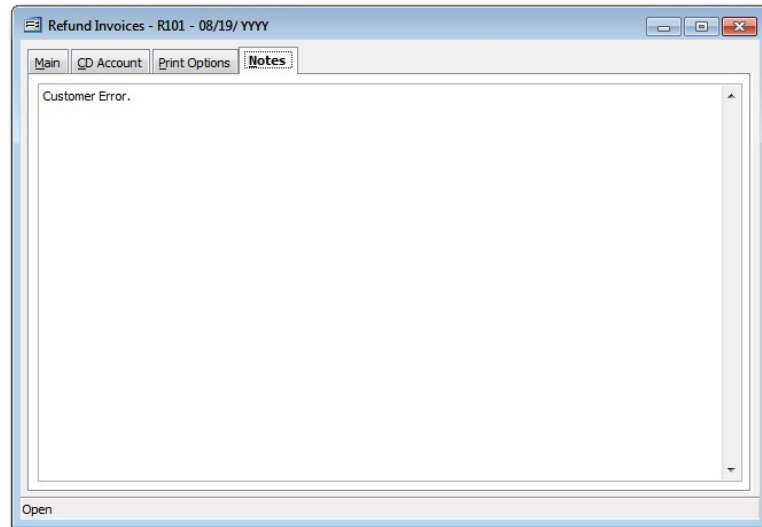 Refund Invoices - R101 - 08/19/ YYYY
Main CD Account Print Options Notes
Customer Error.
Open